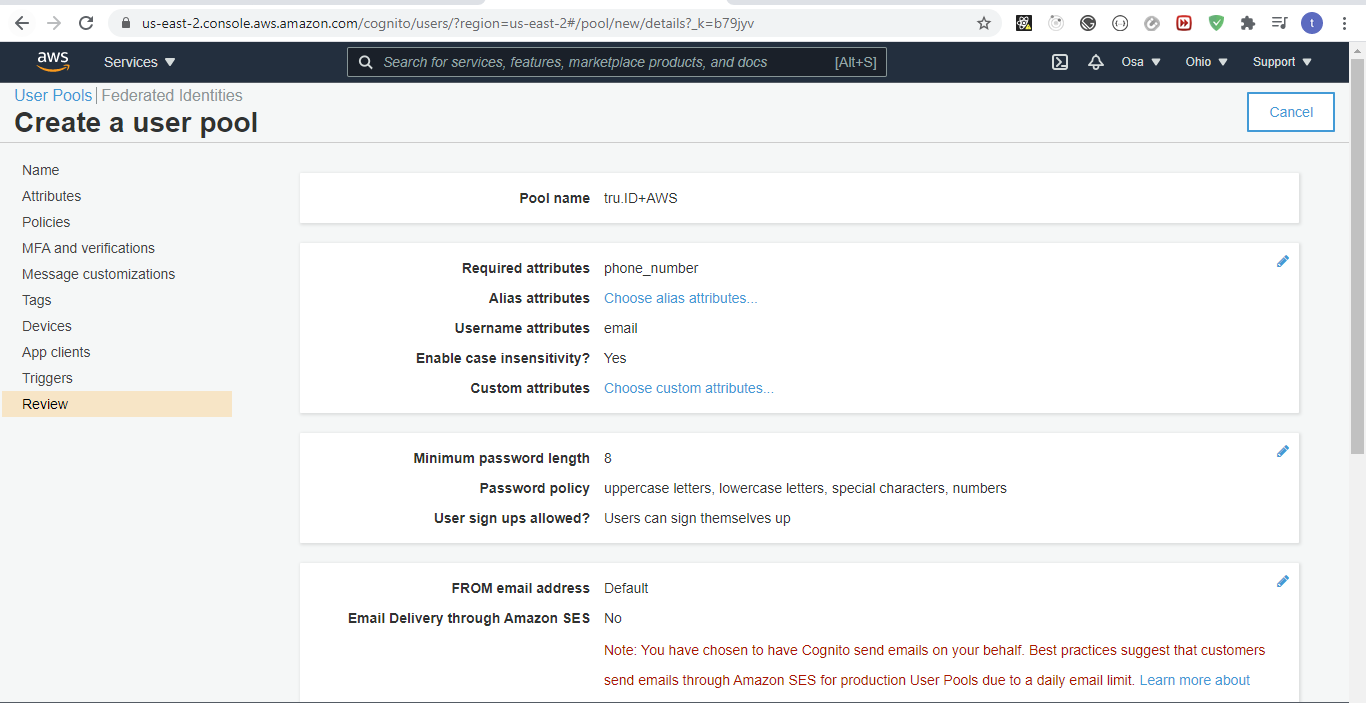 us-east-2.console.aws.amazon.com/cognito/users/?region=us-east-2#/pool/new/details?_k=b79jyv
t
aws
Services
Search for services, features, marketplace products, and docs [Alt+S]
Osa
Ohio
Support
User Pools | Federated Identities
Create a user pool
Cancel
Name
Attributes
Policies
MFA and verifications
Message customizations
Tags
Devices
App clients
Triggers
Review
Pool name tru.ID+AWS
Required attributes phone_number
Alias attributes Choose alias attributes...
Username attributes email
Enable case insensitivity? Yes
Custom attributes Choose custom attributes...
Minimum password length 8
Password policy uppercase letters, lowercase letters, special characters, numbers
User sign ups allowed? Users can sign themselves up
FROM email address Default
Email Delivery through Amazon SES No
Note: You have chosen to have Cognito send emails on your behalf. Best practices suggest that customers
send emails through Amazon SES for production User Pools due to a daily email limit. Learn more about